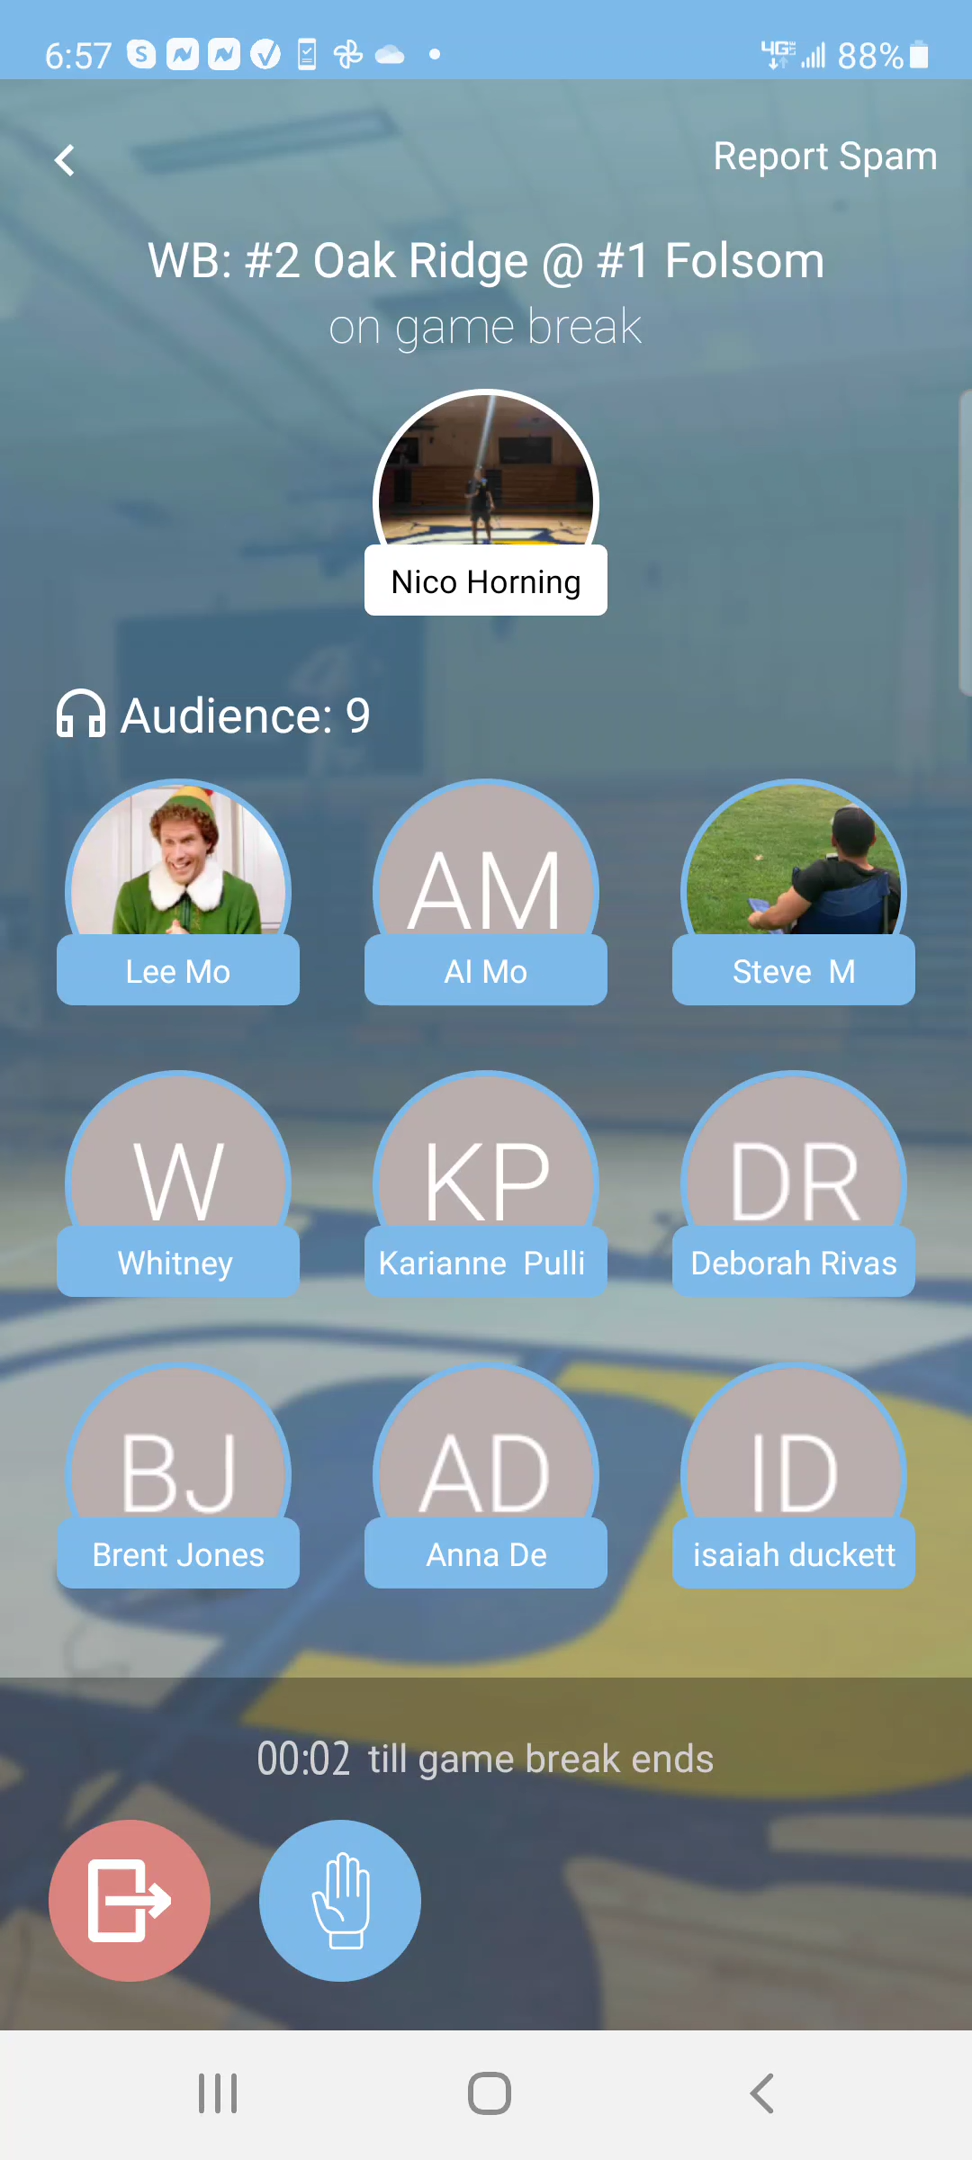 6:57 88%
Report Spam
WB: #2 Oak Ridge @ #1 Folsom
on game break
Nico Horning
Audience: 9
AM
Lee Mo Al Mo Steve M
W KP DR
Whitney Karianne Pulli Deborah Rivas
BJ AD ID
Brent Jones Anna De isaiah duckett
00:02 till game break ends